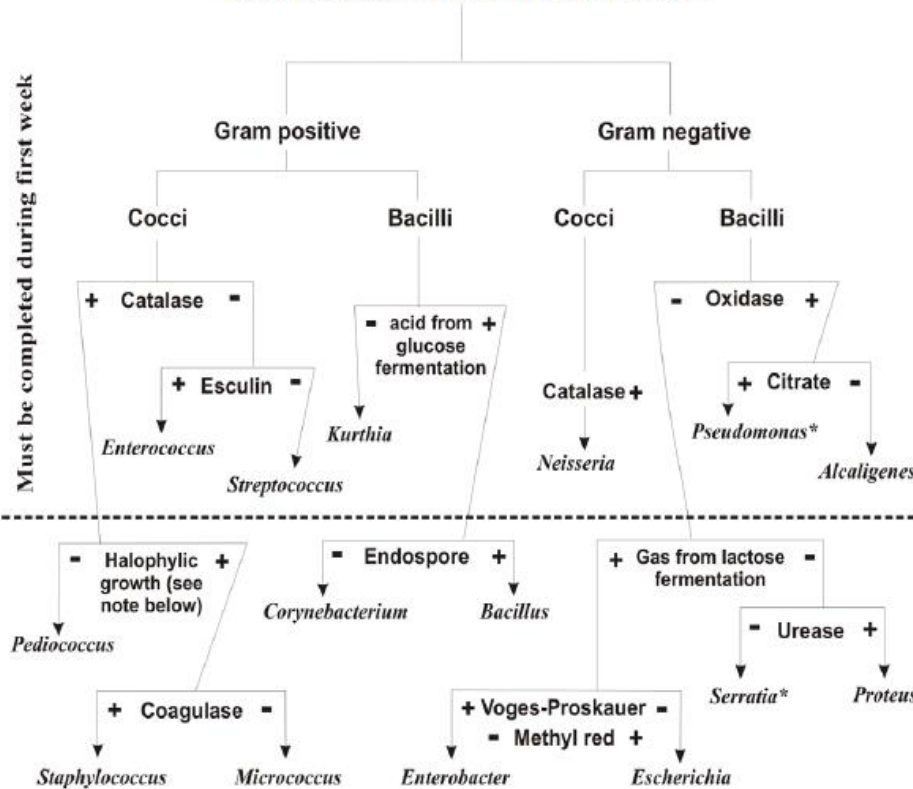 Must be completed during first week
Gram positive
Gram negative
Cocci
Bacilli
Cocci
Bacilli
+ Catalase -
- Oxidase +
- acid from +
glucose
fermentation
+ Esculin -
+ Citrate -
Catalase +
Kurthia
Pseudomonas*
Enterococcus
Neisseria
Alcaligenes
Streptococcus
- Halophylic +
growth (see
note below)
- Endospore +
+ Gas from lactose -
fermentation
Corynebacterium
Bacillus
- Urease +
Pediococcus
Serratia*
Proteus
+ Coagulase -
+ Voges-Proskauer -
- Methyl red +
Staphylococcus
Micrococcus
Enterobacter
Escherichia